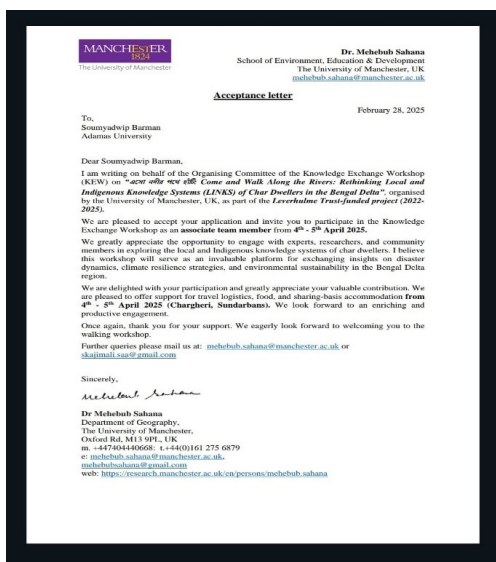 MANCHESTER
1824
The University of Manchester
Dr. Mehebub Sahana
School of Environment, Education & Development
The University of Manchester, UK
mehebub.sahana@manchester.ac.uk
Acceptance letter
February 28, 2025
To,
Soumyadwip Barman
Adamas University
Dear Soumyadwip Barman,
I am writing on behalf of the Organising Committee of the Knowledge Exchange Workshop
(KEW) on "এসো নদীর পথে হাঁটি Come and Walk Along the Rivers: Rethinking Local and
Indigenous Knowledge Systems (LINKS) of Char Dwellers in the Bengal Delta", organised
by the University of Manchester, UK, as part of the Leverhulme Trust-funded project (2022-
2025).
We are pleased to accept your application and invite you to participate in the Knowledge
Exchange Workshop as an associate team member from 4th - 5th April 2025.
We greatly appreciate the opportunity to engage with experts, researchers, and community
members in exploring the local and Indigenous knowledge systems of char dwellers. I believe
this workshop will serve as an invaluable platform for exchanging insights on disaster
dynamics, climate resilience strategies, and environmental sustainability in the Bengal Delta
region.
We are delighted with your participation and greatly appreciate your valuable contribution. We
are pleased to offer support for travel logistics, food, and sharing-basis accommodation from
4th - 5th April 2025 (Chargheri, Sundarbans). We look forward to an enriching and
productive engagement.
Once again, thank you for your support. We eagerly look forward to welcoming you to the
walking workshop.
Further queries please mail us at: mehebub.sahana@manchester.ac.uk or
skajimali.saa@gmail.com
Sincerely,
Mehebub Sahana
Dr Mehebub Sahana
Department of Geography,
The University of Manchester,
Oxford Rd, M13 9PL, UK
m. +447404440668; t.+44(0)161 275 6879
e: mehebub.sahana@manchester.ac.uk,
mehebubsahana@gmail.com
web: https://research.manchester.ac.uk/en/persons/mehebub.sahana